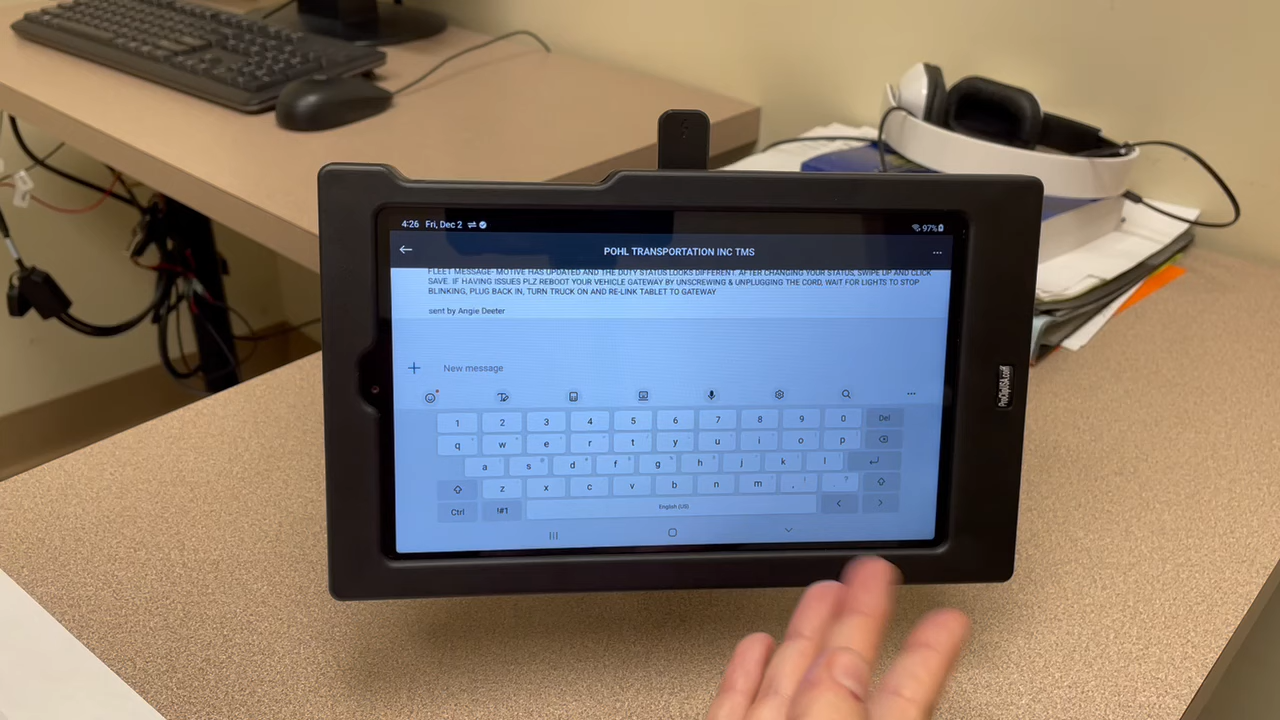 4:26 Fri, Dec 2
97%
POHL TRANSPORTATION INC TMS
FLEET MESSAGE- MOTIVE HAS UPDATED AND THE DUTY STATUS LOOKS DIFFERENT. AFTER CHANGING YOUR STATUS, SWIPE UP AND CLICK
SAVE. IF HAVING ISSUES PLZ REBOOT YOUR VEHICLE GATEWAY BY UNSCREWING & UNPLUGGING THE CORD, WAIT FOR LIGHTS TO STOP
BLINKING, PLUG BACK IN, TURN TRUCK ON AND RE-LINK TABLET TO GATEWAY
sent by Angie Deeter
New message
1 2 3 4 5 6 7 8 9 0 Del
q w e r t y u i o p
a s d f g h j k l
z x c v b n m , ! . ?
Ctrl !#1 English (US) < >
ProClipUSA.com